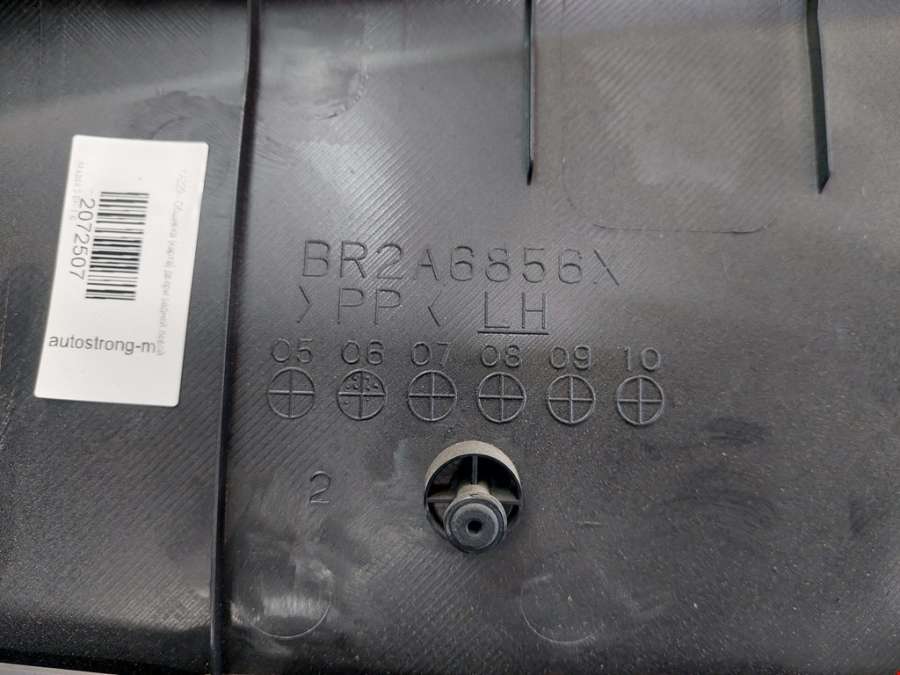 2072507
autostrong-m
BR2A6856X
>PP< LH
05 06 07 08 09 10
2